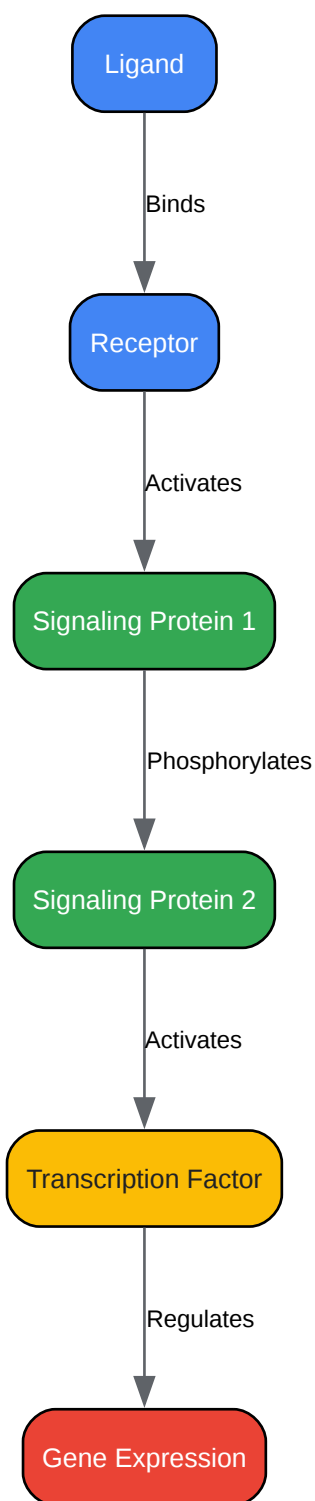 Ligand
Binds
Receptor
Activates
Signaling Protein 1
Phosphorylates
Signaling Protein 2
Activates
Transcription Factor
Regulates
Gene Expression